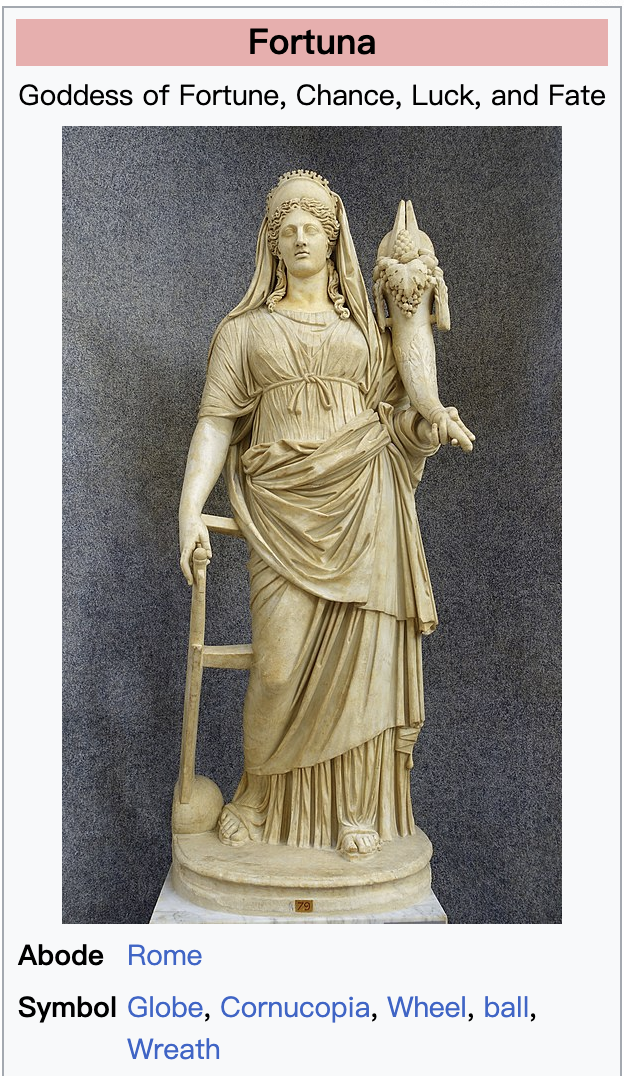 Fortuna
Goddess of Fortune, Chance, Luck, and Fate
79
Abode Rome
Symbol Globe, Cornucopia, Wheel, ball,
Wreath